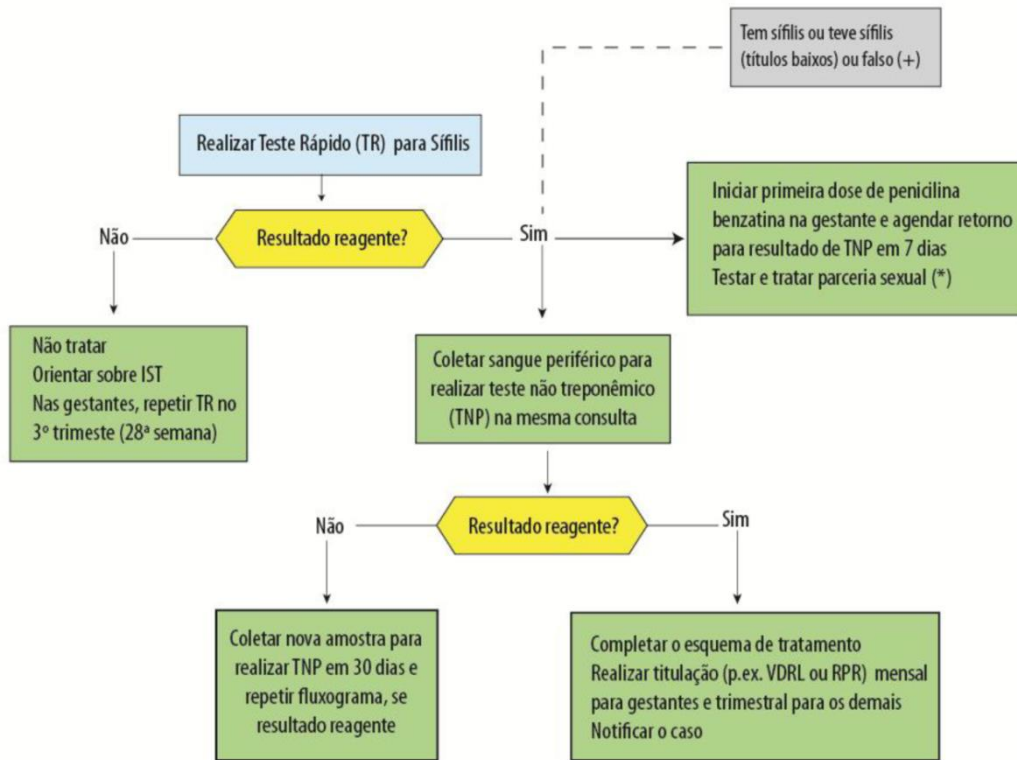 Tem sífilis ou teve sífilis
(títulos baixos) ou falso (+)
Realizar Teste Rápido (TR) para Sífilis
Resultado reagente?
Não
Sim
Iniciar primeira dose de penicilina
benzatina na gestante e agendar retorno
para resultado de TNP em 7 dias
Testar e tratar parceria sexual (*)
Não tratar
Orientar sobre IST
Nas gestantes, repetir TR no
3º trimestre (28ª semana)
Coletar sangue periférico para
realizar teste não treponêmico
(TNP) na mesma consulta
Resultado reagente?
Não
Sim
Coletar nova amostra para
realizar TNP em 30 dias e
repetir fluxograma, se
resultado reagente
Completar o esquema de tratamento
Realizar titulação (p.ex. VDRL ou RPR) mensal
para gestantes e trimestral para os demais
Notificar o caso